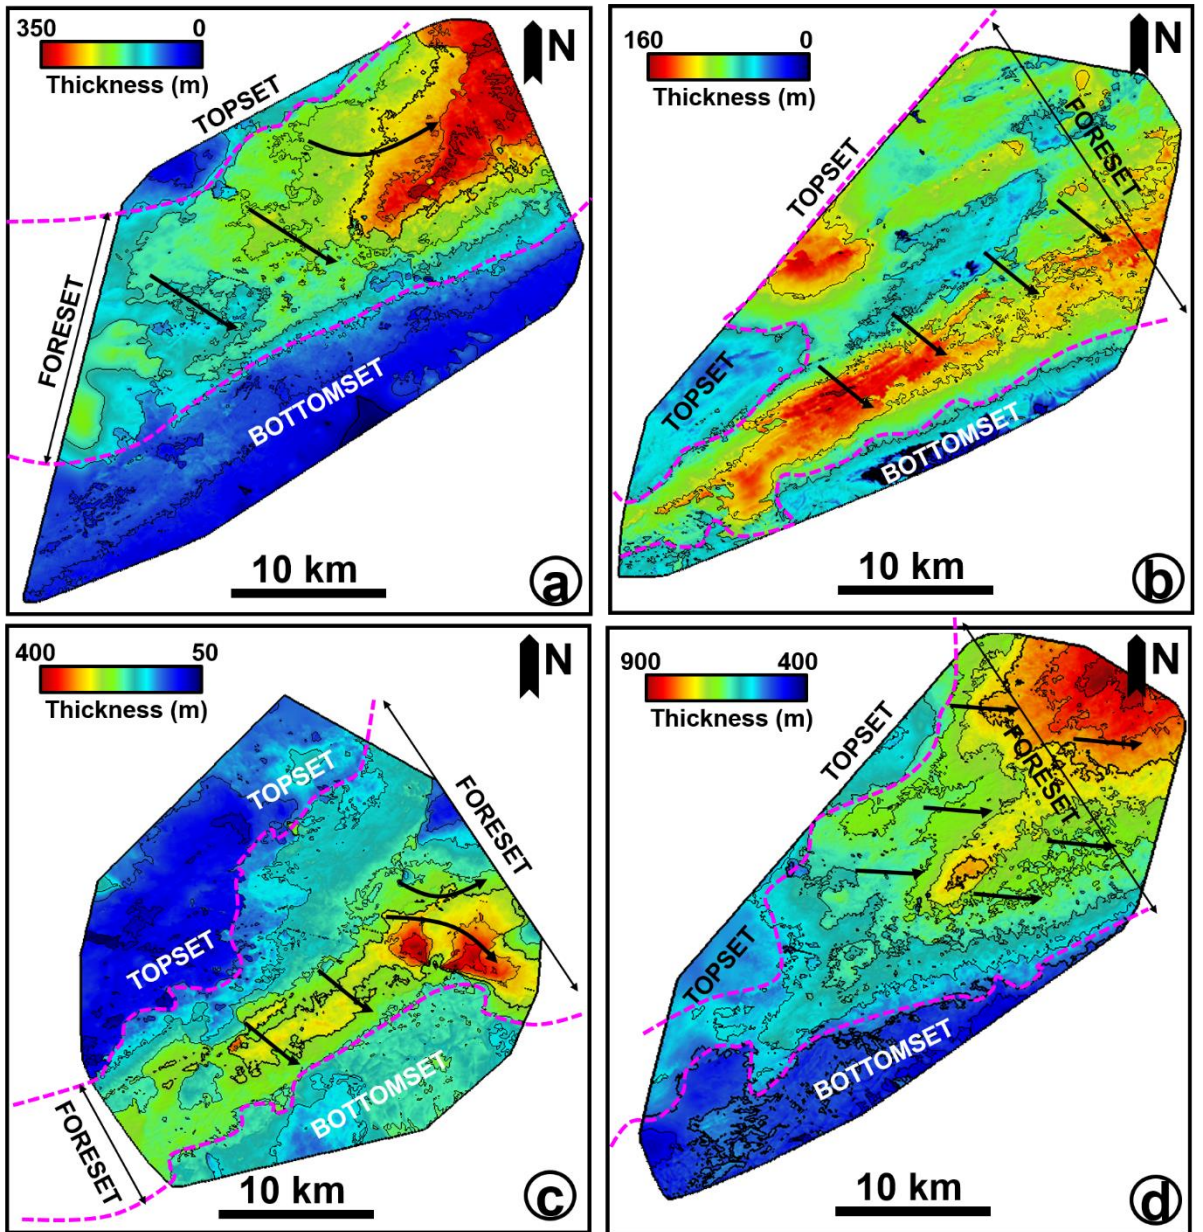 350 0
Thickness (m)
N
TOPSET
FORESET
BOTTOMSET
10 km
a
160 0
Thickness (m)
N
TOPSET
FORESET
TOPSET
BOTTOMSET
10 km
b
400 50
Thickness (m)
N
TOPSET
FORESET
TOPSET
BOTTOMSET
FORESET
10 km
c
900 400
Thickness (m)
N
TOPSET
FORESET
TOPSET
BOTTOMSET
10 km
d